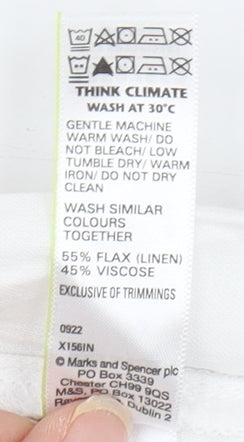 40
THINK CLIMATE
WASH AT 30°C
GENTLE MACHINE
WARM WASH/ DO
NOT BLEACH/ LOW
TUMBLE DRY/ WARM
IRON/ DO NOT DRY
CLEAN
WASH SIMILAR
COLOURS
TOGETHER
55% FLAX (LINEN)
45% VISCOSE
EXCLUSIVE OF TRIMMINGS
0922
X1561N
© Marks and Spencer plc
PO Box 3339
Chester CH99 9QS
M&S, PO Box 13022
Dublin 2